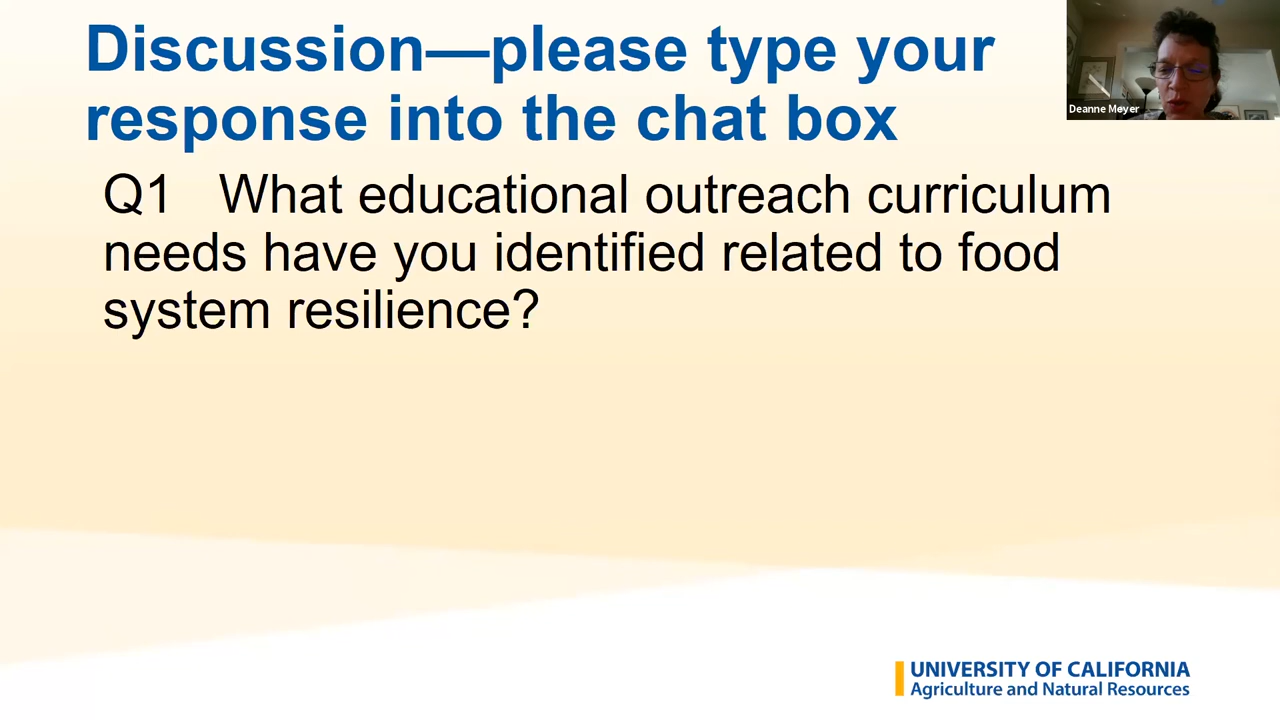 Discussion—please type your
response into the chat box
Deanne Meyer
Q1 What educational outreach curriculum
needs have you identified related to food
system resilience?
UNIVERSITY OF CALIFORNIA
Agriculture and Natural Resources